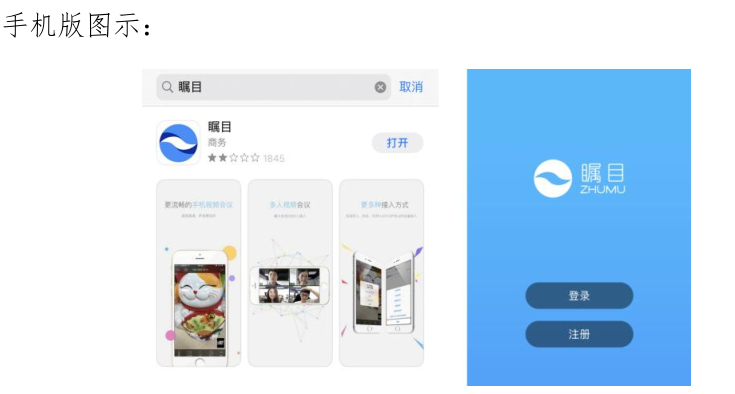 手机版图示：
瞩目
取消
瞩目
商务
打开
1845
更流畅的手机视频会议
多人视频会议
更多种接入方式
瞩目
ZHUMU
登录
注册